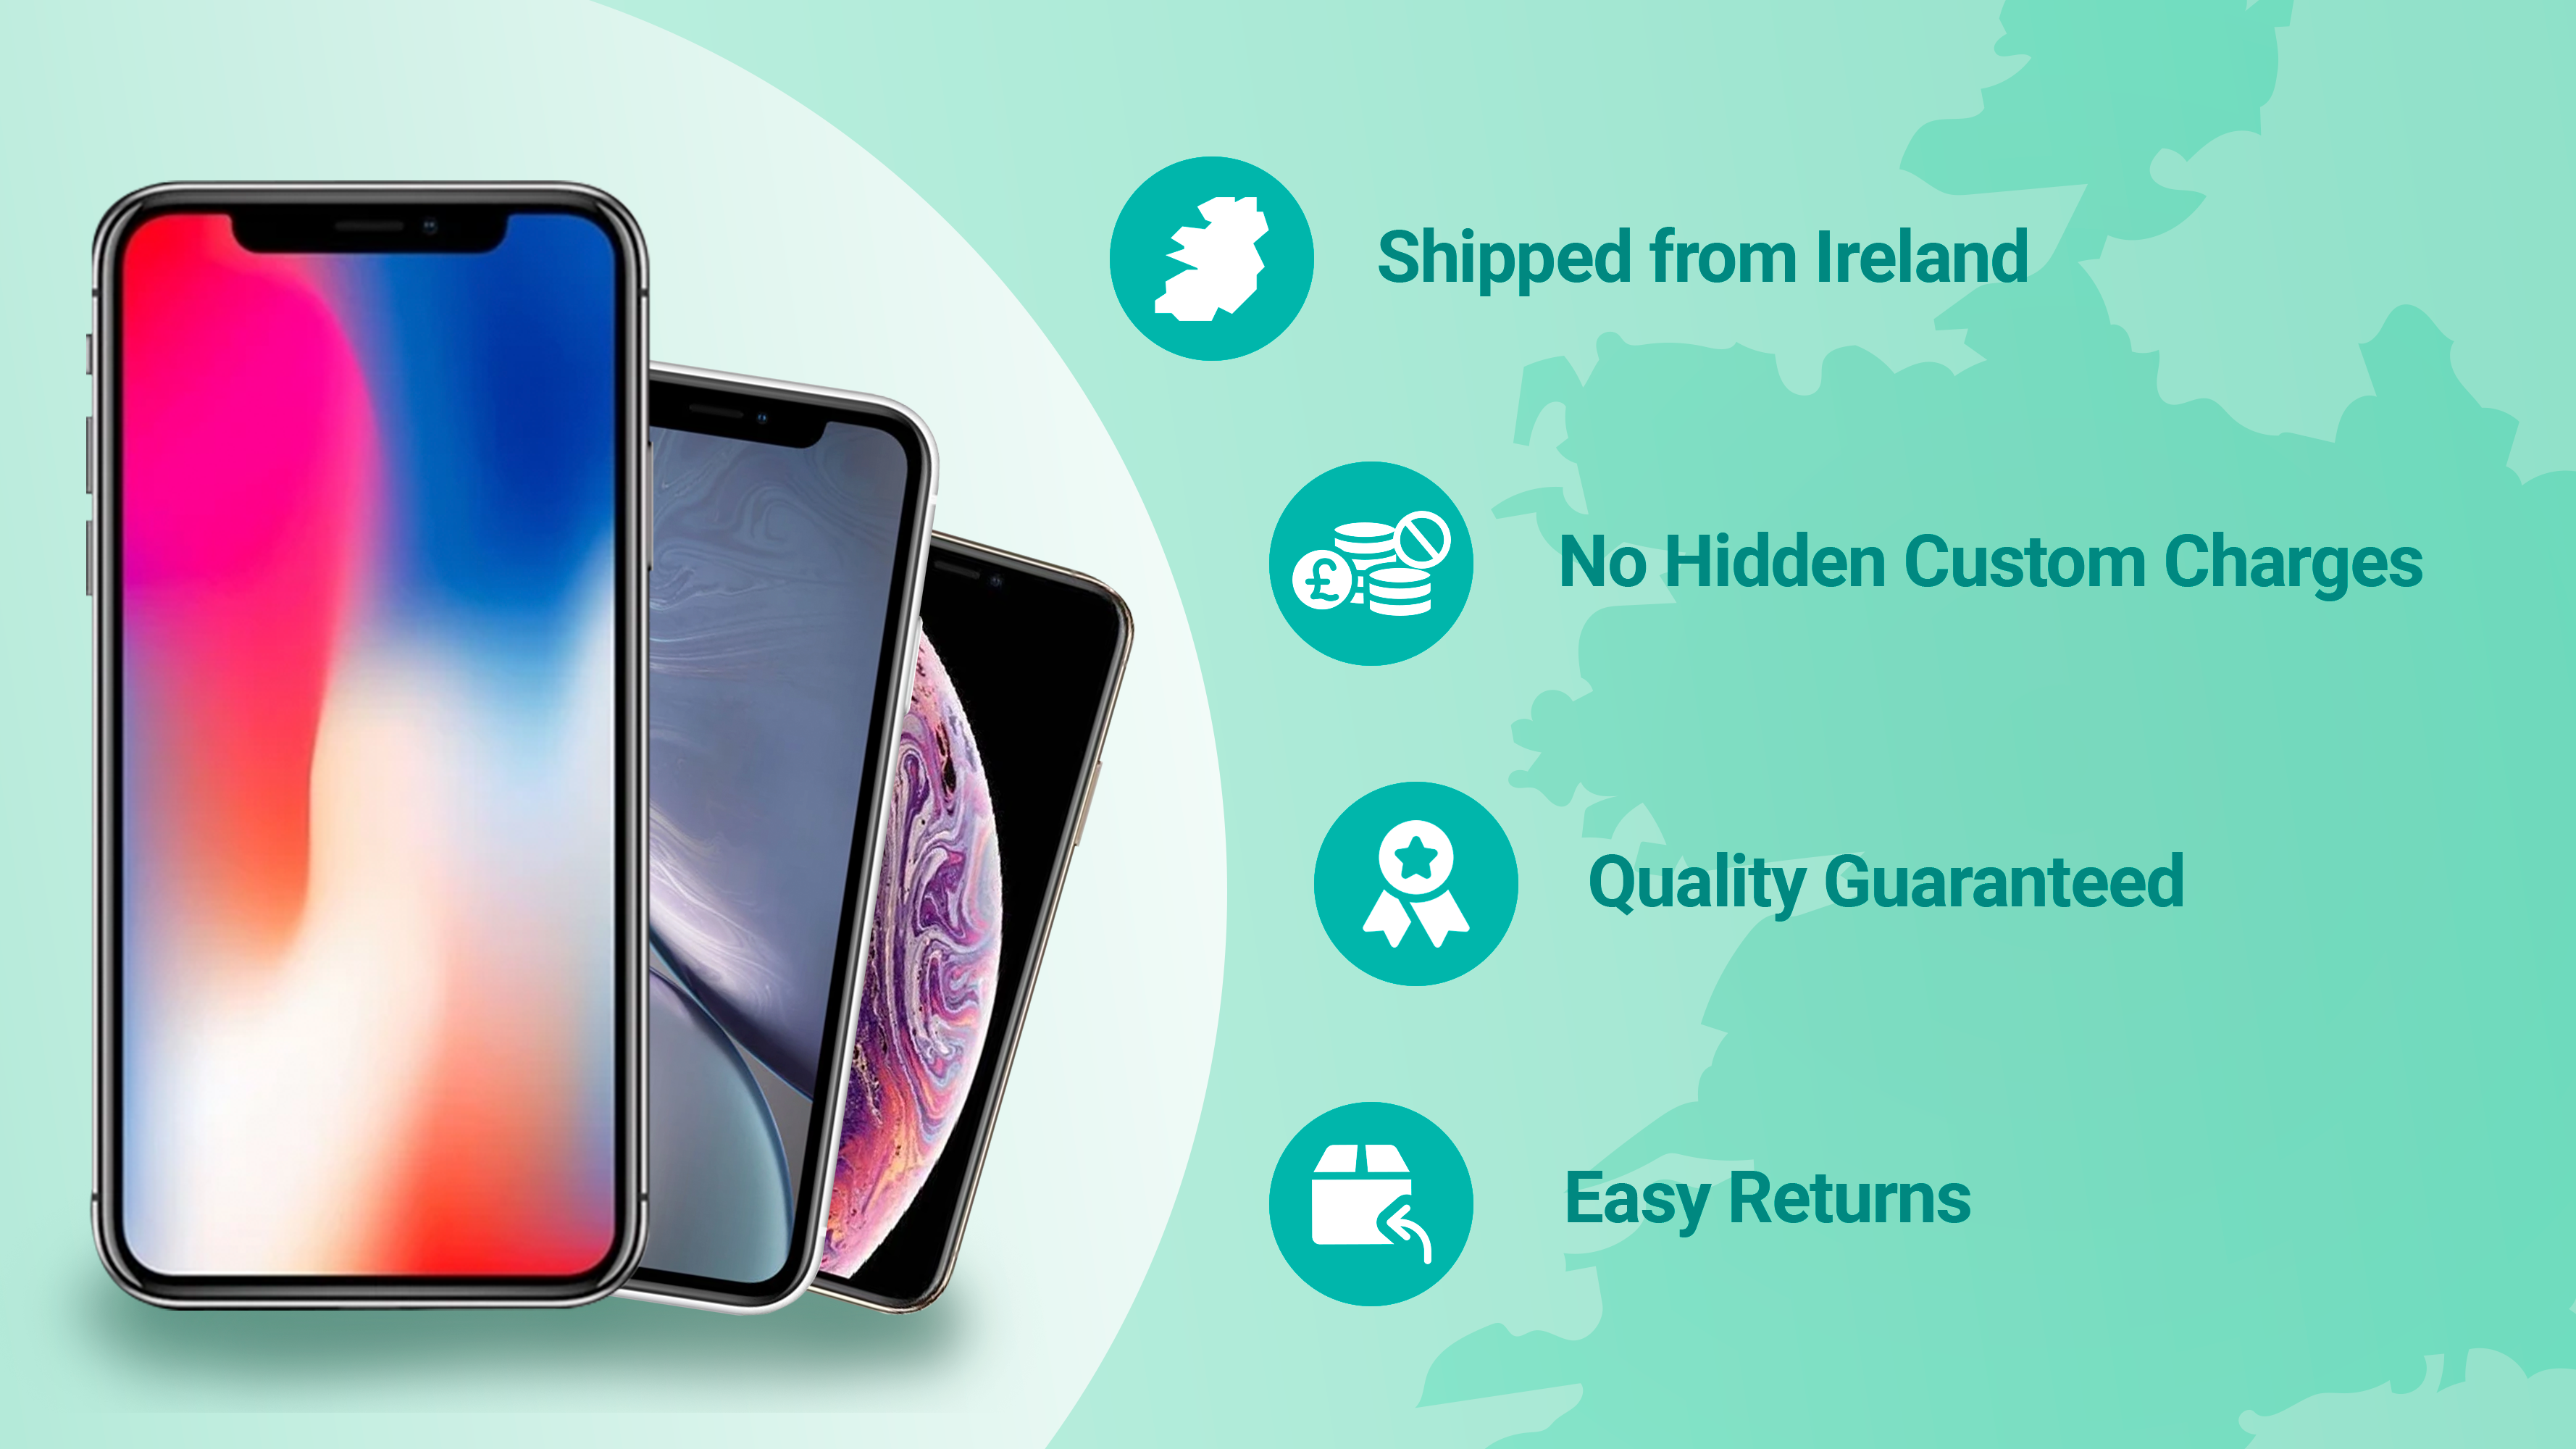 Shipped from Ireland
£
No Hidden Custom Charges
Quality Guaranteed
Easy Returns